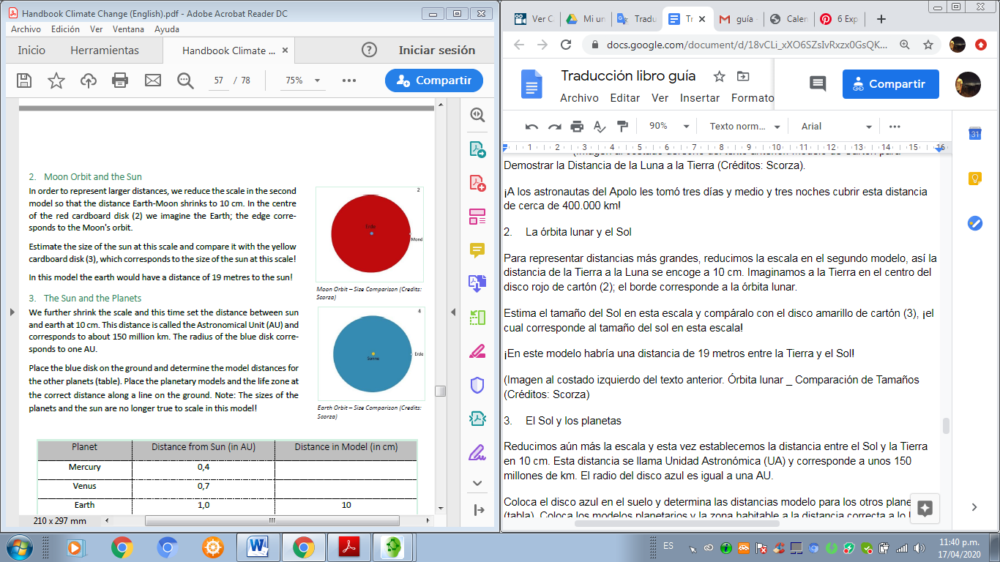 Handbook Climate Change (English).pdf - Adobe Acrobat Reader DC
Archivo Edición Ver Ventana Ayuda
Inicio Herramientas Handbook Climate ... × Iniciar sesión
57 / 78 75% Compartir
2. Moon Orbit and the Sun
In order to represent larger distances, we reduce the scale in the second
model so that the distance Earth-Moon shrinks to 10 cm. In the centre
of the red cardboard disk (2) we imagine the Earth; the edge corre-
sponds to the Moon's orbit.
Estimate the size of the sun at this scale and compare it with the yellow
cardboard disk (3), which corresponds to the size of the sun at this scale!
In this model the earth would have a distance of 19 metres to the sun!
2
Erde
Mond
Moon Orbit – Size Comparison (Credits:
Scorza)
3. The Sun and the Planets
We further shrink the scale and this time set the distance between sun
and earth at 10 cm. This distance is called the Astronomical Unit (AU) and
corresponds to about 150 million km. The radius of the blue disk corre-
sponds to one AU.
Place the blue disk on the ground and determine the model distances for
the other planets (table). Place the planetary models and the life zone at
the correct distance along a line on the ground. Note: The sizes of the
planets and the sun are no longer true to scale in this model!
4
Sonne
Erde
Earth Orbit – Size Comparison (Credits:
Scorza)
Planet Distance from Sun (in AU) Distance in Model (in cm)
Mercury 0,4
Venus 0,7
Earth 1,0 10
210 x 297 mm
Ver C Mi un Tradu Tr guía - Caler 6 Exp
docs.google.com/document/d/18vCLi_xXO6SZsIvRxzx0GsQK...
Traducción libro guía
Archivo Editar Ver Insertar Formato
Compartir
90% Texto norm... Arial
1 2 3 4 5 6 7 8 9 10 11 12 13 14 15 16
31
Demostrar la Distancia de la Luna a la Tierra (Créditos: Scorza).
¡A los astronautas del Apolo les tomó tres días y medio y tres noches cubrir esta distancia
de cerca de 400.000 km!
2. La órbita lunar y el Sol
Para representar distancias más grandes, reducimos la escala en el segundo modelo, así la
distancia de la Tierra a la Luna se encoge a 10 cm. Imaginamos a la Tierra en el centro del
disco rojo de cartón (2); el borde corresponde a la órbita lunar.
Estima el tamaño del Sol en esta escala y compáralo con el disco amarillo de cartón (3), ¡el
cual corresponde al tamaño del sol en esta escala!
¡En este modelo habría una distancia de 19 metros entre la Tierra y el Sol!
(Imagen al costado izquierdo del texto anterior. Órbita lunar _ Comparación de Tamaños
(Créditos: Scorza)
3. El Sol y los planetas
Reducimos aún más la escala y esta vez establecemos la distancia entre el Sol y la Tierra
en 10 cm. Esta distancia se llama Unidad Astronómica (UA) y corresponde a unos 150
millones de km. El radio del disco azul es igual a una AU.
Coloca el disco azul en el suelo y determina las distancias modelo para los otros plane
(tabla). Coloca los modelos planetarios y la zona habitable a la distancia correcta a lo
ES
11:40 p.m.
17/04/2020